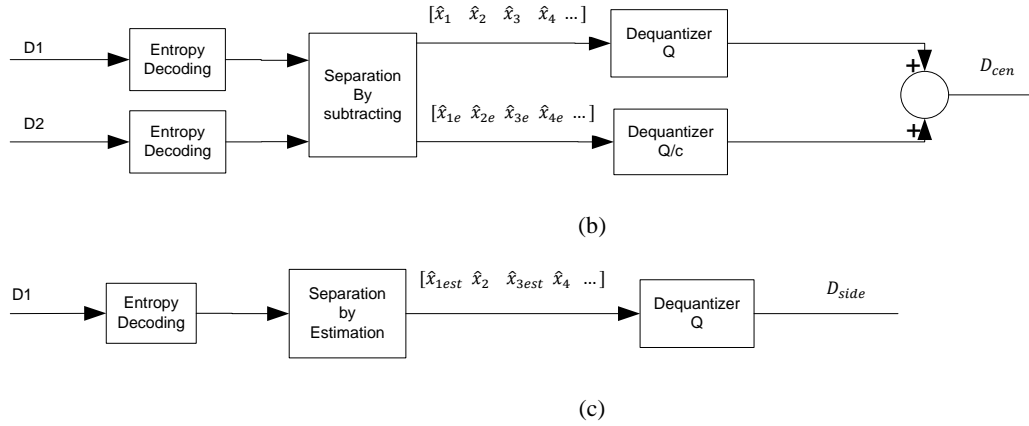 [x̂₁ x̂₂ x̂₃ x̂₄ ...]
D1
Entropy
Decoding
Separation
By
subtracting
Dequantizer
Q
+
D_cen
D2
Entropy
Decoding
[x̂₁ₑ x̂₂ₑ x̂₃ₑ x̂₄ₑ ...]
Dequantizer
Q/c
+
(b)
[x̂₁ₑₛₜ x̂₂ x̂₃ₑₛₜ x̂₄ ...]
D1
Entropy
Decoding
Separation
by
Estimation
Dequantizer
Q
D_side
(c)